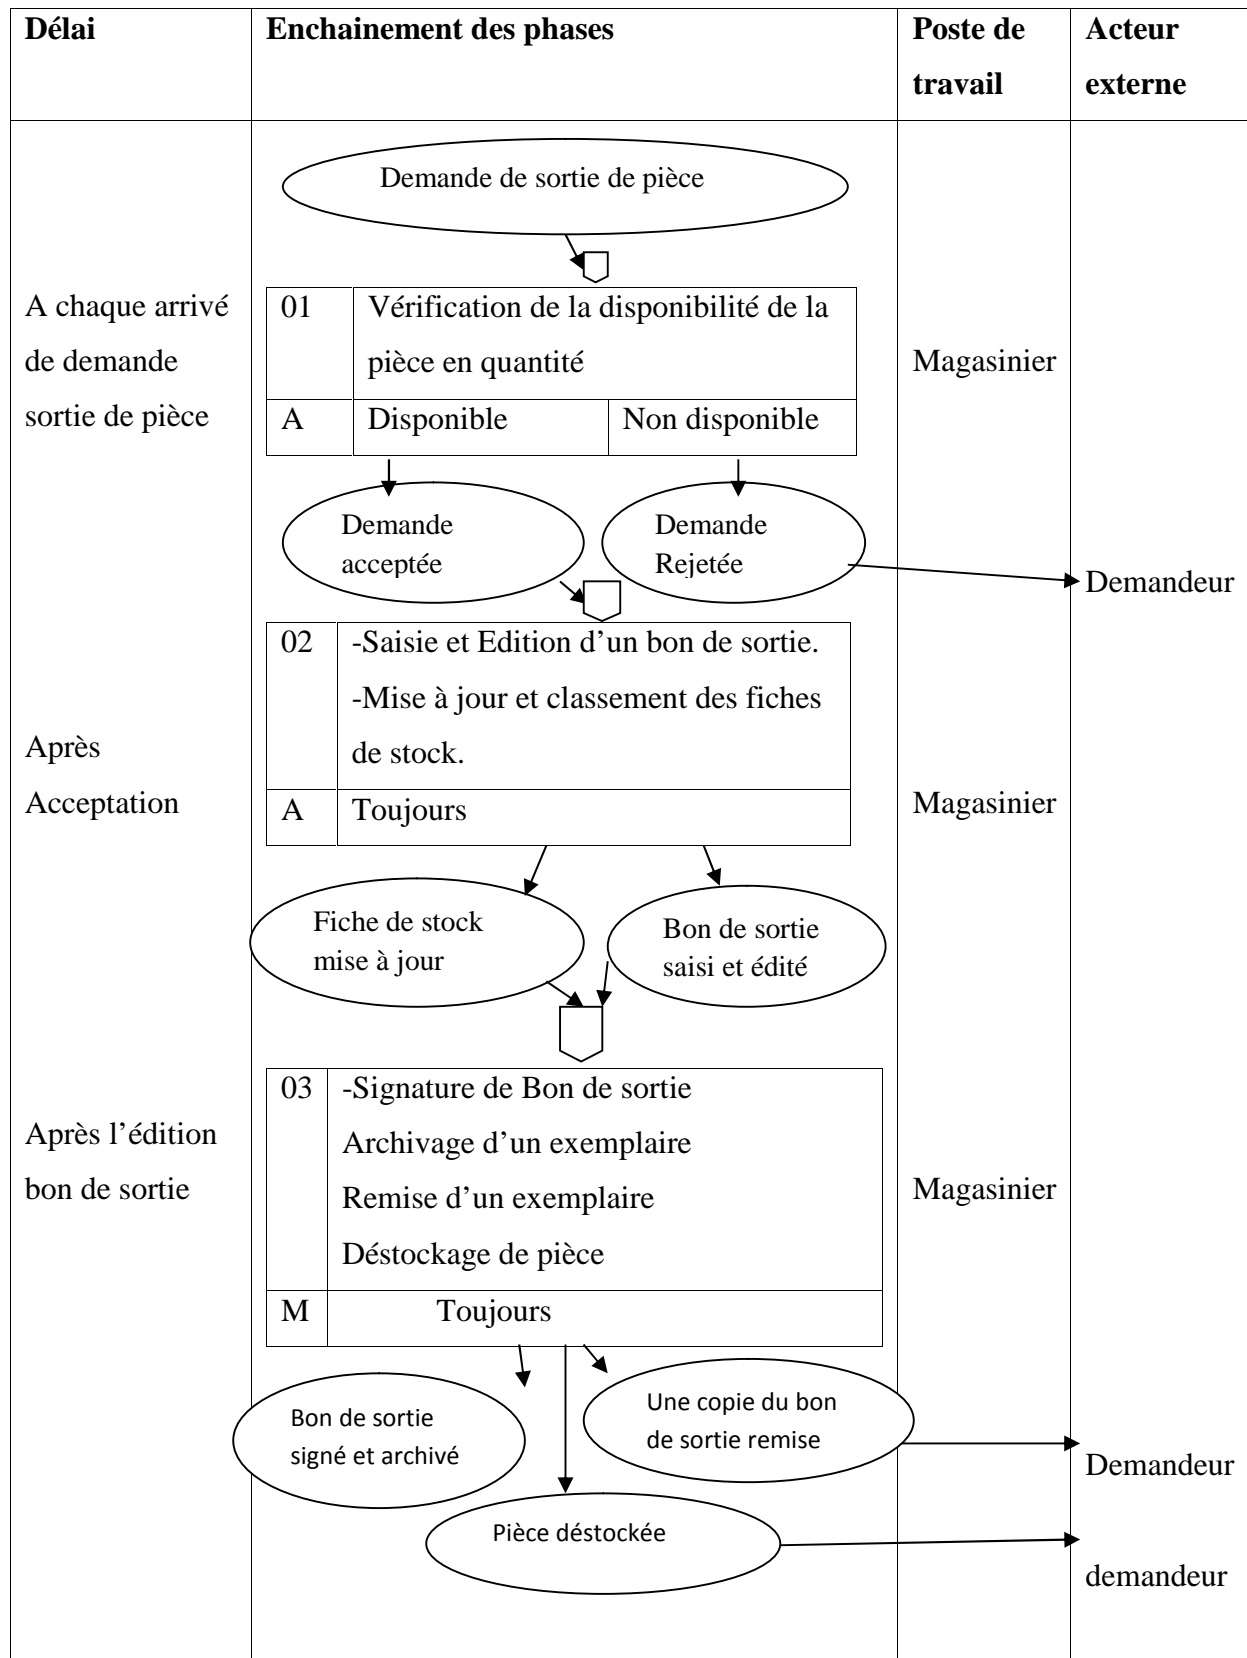 Délai
Enchainement des phases
Poste de
travail
Acteur
externe
Demande de sortie de pièce
A chaque arrivé
de demande
sortie de pièce
01
Vérification de la disponibilité de la
pièce en quantité
A
Disponible
Non disponible
Magasinier
Demande
acceptée
Demande
Rejetée
Demandeur
02
-Saisie et Edition d’un bon de sortie.
-Mise à jour et classement des fiches
de stock.
A
Toujours
Après
Acceptation
Magasinier
Fiche de stock
mise à jour
Bon de sortie
saisi et édité
03
-Signature de Bon de sortie
Archivage d’un exemplaire
Remise d’un exemplaire
Déstockage de pièce
M
Toujours
Après l’édition
bon de sortie
Magasinier
Bon de sortie
signé et archivé
Une copie du bon
de sortie remise
Demandeur
Pièce déstockée
demandeur